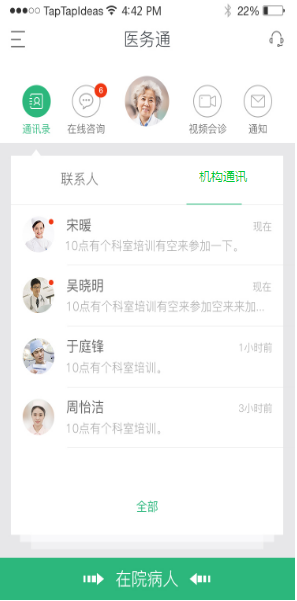 TapTapIdeas 4:42 PM 22%
医务通
6
通讯录 在线咨询 视频会诊 通知
联系人 机构通讯
宋暖 现在
10点有个科室培训有空来参加一下。
吴晓明 现在
10点有个科室培训有空来参加空来来加...
于庭锋 1小时前
10点有个科室培训。
周怡洁 3小时前
10点有个科室培训。
全部
在院病人